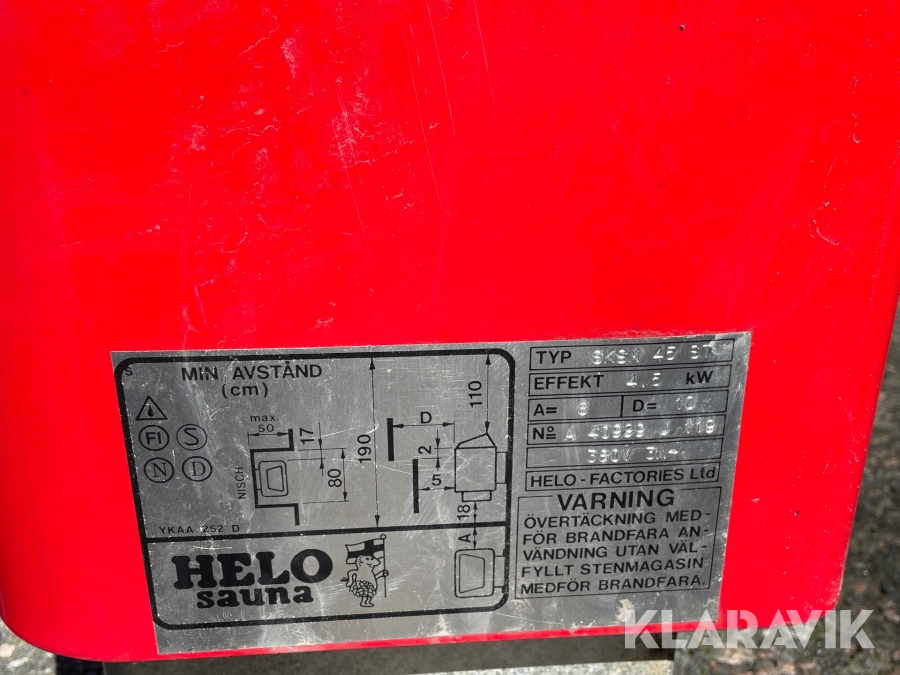 S
MIN AVSTÅND
(cm)
max.
50
17
NISCH
80
190
110
D
2
5
18
A
FI
S
N
D
YKAA 252 D
HELO
sauna
TYP SKSM 45 ST
EFFEKT 4,5 kW
A= 8 D= 10
Nº A 40999 J 119
380V 3N~
HELO - FACTORIES Ltd
VARNING
ÖVERTÄCKNING MED-
FÖR BRANDFARA AN-
VÄNDNING UTAN VÄL-
FYLLT STENMAGASIN
MEDFÖR BRANDFARA.
KLARAVIK